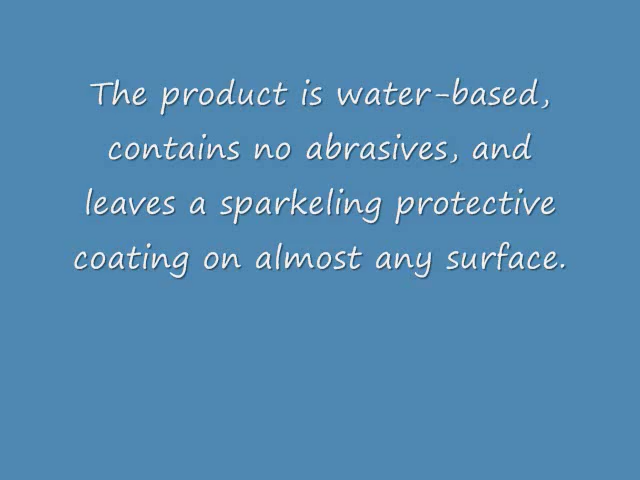 The product is water-based,
contains no abrasives, and
leaves a sparkeling protective
coating on almost any surface.